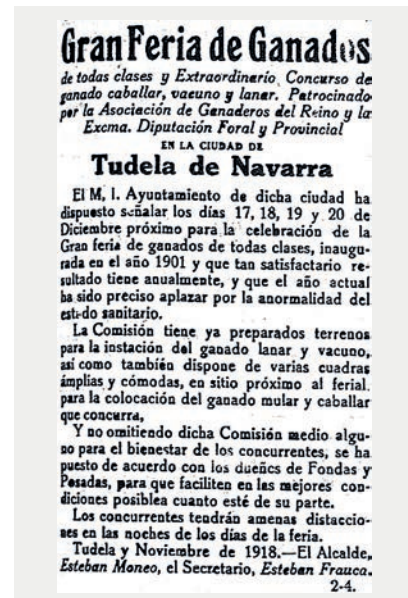 Gran Feria de Ganados
de todas clases y Extraordinario Concurso de
ganado caballar, vacuno y lanar. Patrocinado
por la Asociación de Ganaderos del Reino y la
Excma. Diputación Foral y Provincial
EN LA CIUDAD DE
Tudela de Navarra
El M. I. Ayuntamiento de dicha ciudad ha
dispuesto señalar los días 17, 18, 19 y 20 de
Diciembre próximo para la celebración de la
Gran feria de ganados de todas clases, inaugu-
rada en el año 1901 y que tan satisfactario re-
sultado tiene anualmente, y que el año actual
ha sido preciso aplazar por la anormalidad del
estado sanitario.
La Comisión tiene ya preparados terrenos
para la instación del ganado lanar y vacuno,
así como también dispone de varias cuadras
ámplias y cómodas, en sitio próximo al ferial
para la colocación del ganado mular y caballar
que concurra,
Y no omitiendo dicha Comisión medio algu-
no para el bienestar de los concurrentes, se ha
puesto de acuerdo con los dueños de Fondas y
Posadas, para que faciliten en las mejores con-
diciones posiblea cuanto esté de su parte.
Los concurrentes tendrán amenas distaccio-
nes en las noches de los días de la feria.
Tudela y Noviembre de 1918.—El Alcalde,
Esteban Moneo, el Secretario, Esteban Frauca.
2-4.